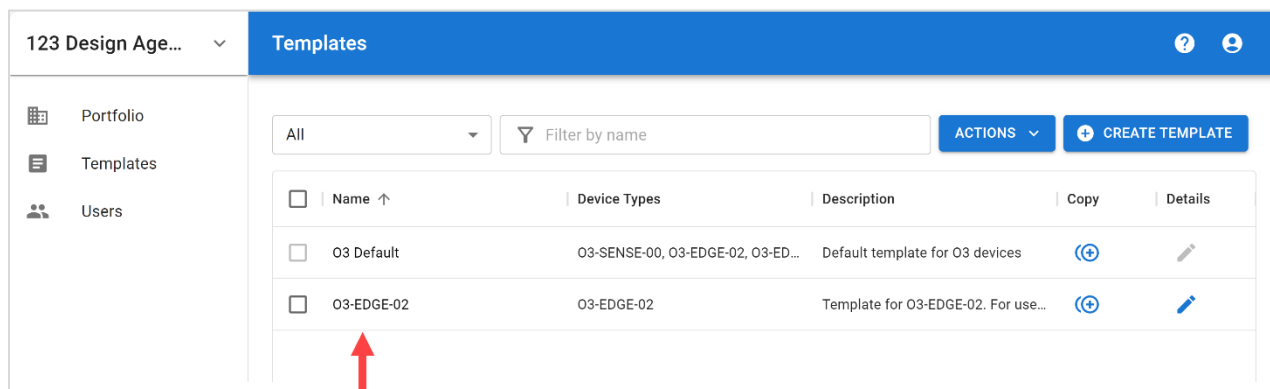 123 Design Age...
Templates
Portfolio
Templates
Users
All
Filter by name
ACTIONS
CREATE TEMPLATE
Name
Device Types
Description
Copy
Details
O3 Default
O3-SENSE-00, O3-EDGE-02, O3-ED...
Default template for O3 devices
O3-EDGE-02
O3-EDGE-02
Template for O3-EDGE-02. For use...